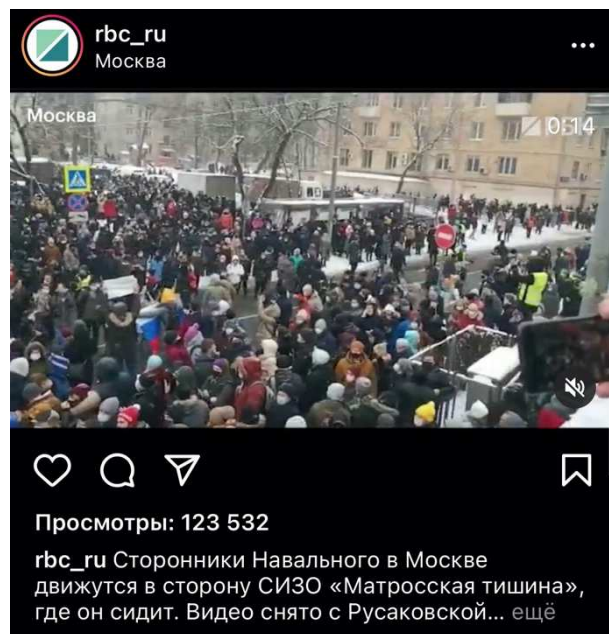 rbc_ru
Москва
Москва
0:14
Просмотры: 123 532
rbc_ru Сторонники Навального в Москве
движутся в сторону СИЗО «Матросская тишина»,
где он сидит. Видео снято с Русаковской... ещё